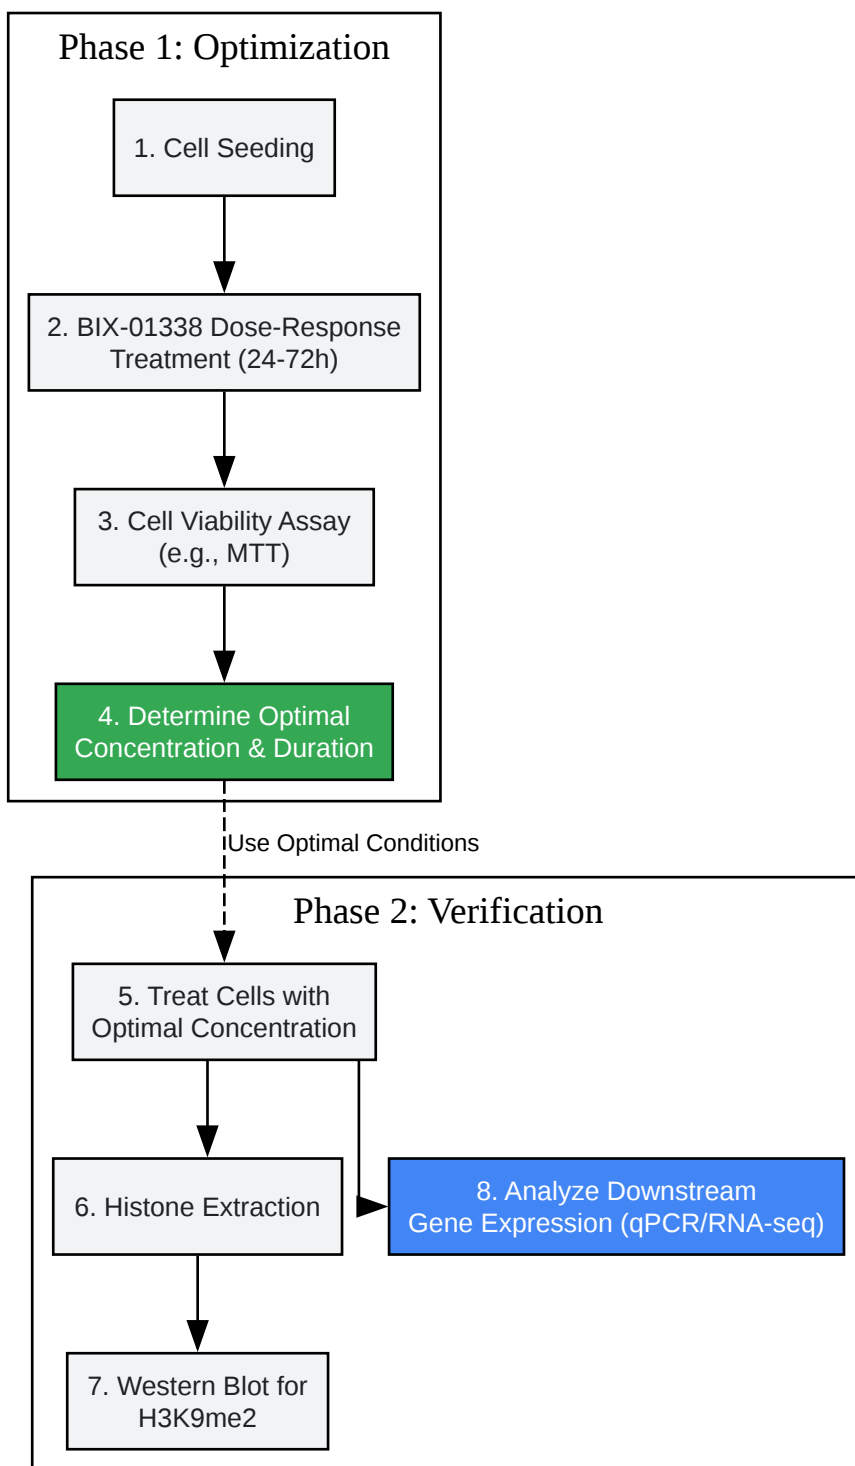 Phase 1: Optimization
1. Cell Seeding
2. BIX-01338 Dose-Response
Treatment (24-72h)
3. Cell Viability Assay
(e.g., MTT)
4. Determine Optimal
Concentration & Duration
Use Optimal Conditions
Phase 2: Verification
5. Treat Cells with
Optimal Concentration
6. Histone Extraction
8. Analyze Downstream
Gene Expression (qPCR/RNA-seq)
7. Western Blot for
H3K9me2